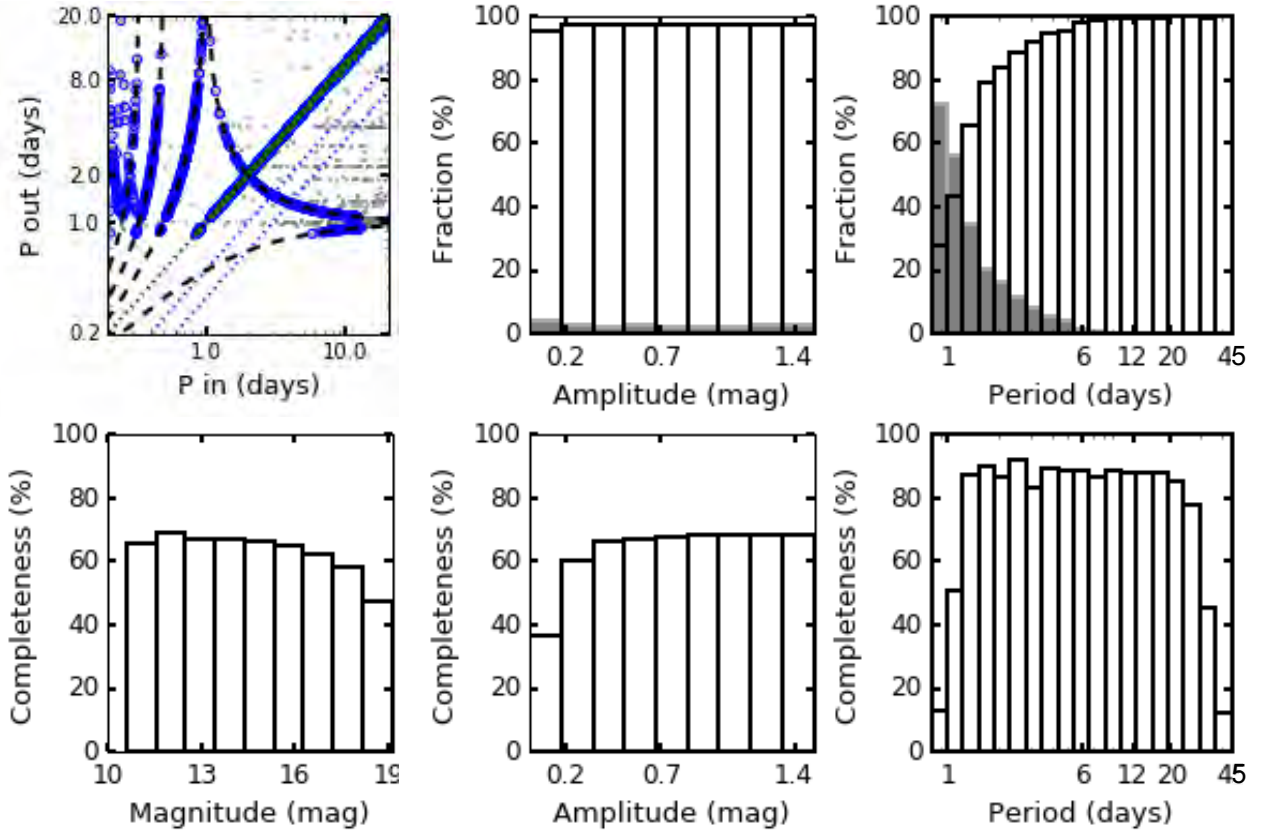 20.0
8.0
2.0
1.0
0.2
P out (days)
1.0 10.0
P in (days)
100
80
60
40
20
0
Fraction (%)
0.2 0.7 1.4
Amplitude (mag)
100
80
60
40
20
0
Fraction (%)
1 6 12 20 45
Period (days)
100
80
60
40
20
0
Completeness (%)
10 13 16 19
Magnitude (mag)
100
80
60
40
20
0
Completeness (%)
0.2 0.7 1.4
Amplitude (mag)
100
80
60
40
20
0
Completeness (%)
1 6 12 20 45
Period (days)